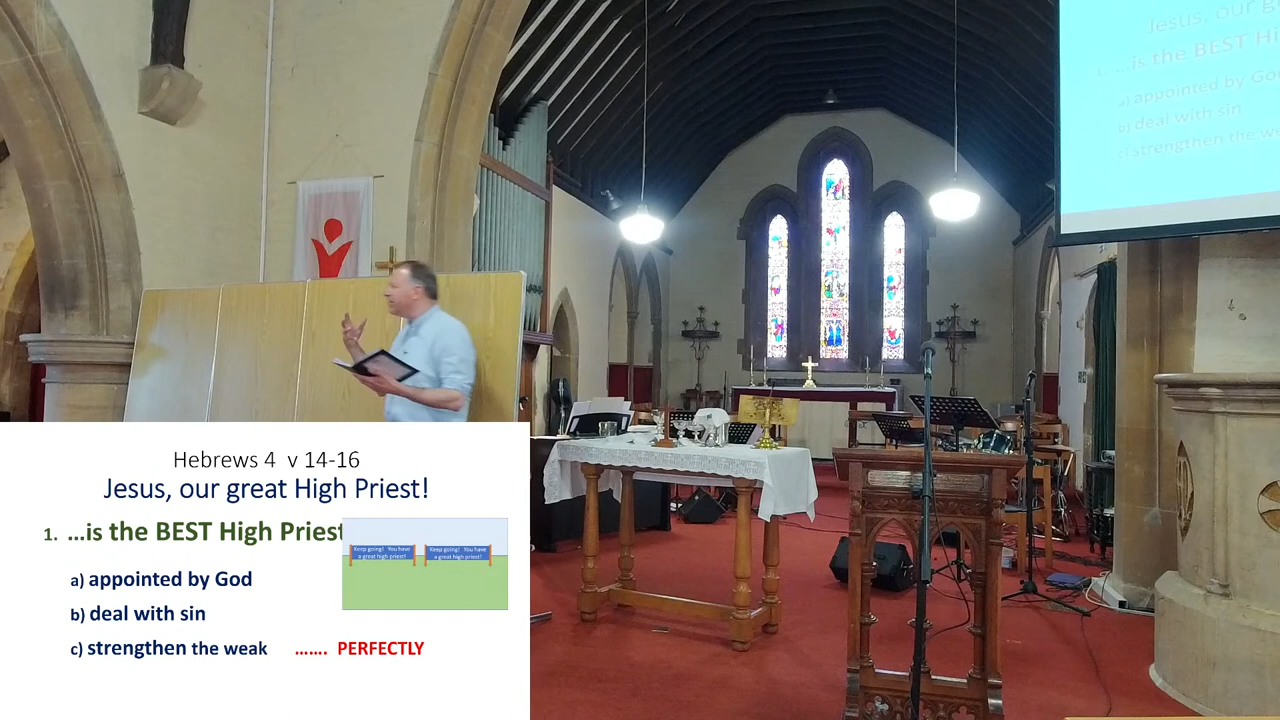 Hebrews 4 v 14-16
Jesus, our great High Priest!
1. ...is the BEST High Priest
Keep going! You have
a great high priest!
Keep going! You have
a great high priest!
a) appointed by God
b) deal with sin
c) strengthen the weak ....... PERFECTLY
Jesus, our g
...is the BEST Hi
a) appointed by Go
b) deal with sin
c) strengthen the wea